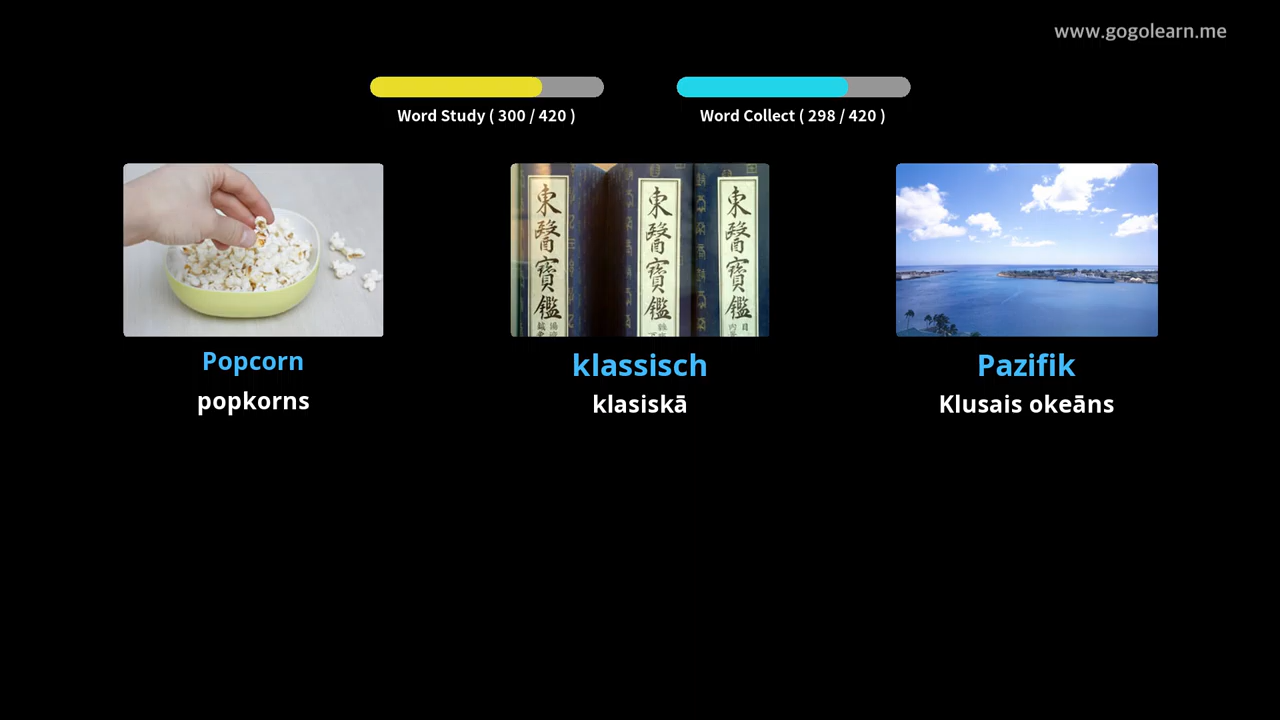 www.gogolearn.me
Word Study ( 300 / 420 )
Word Collect ( 298 / 420 )
東醫寶鑑
東醫寶鑑
東醫寶鑑
Popcorn
popkorns
klassisch
klasiskā
Pazifik
Klusais okeāns